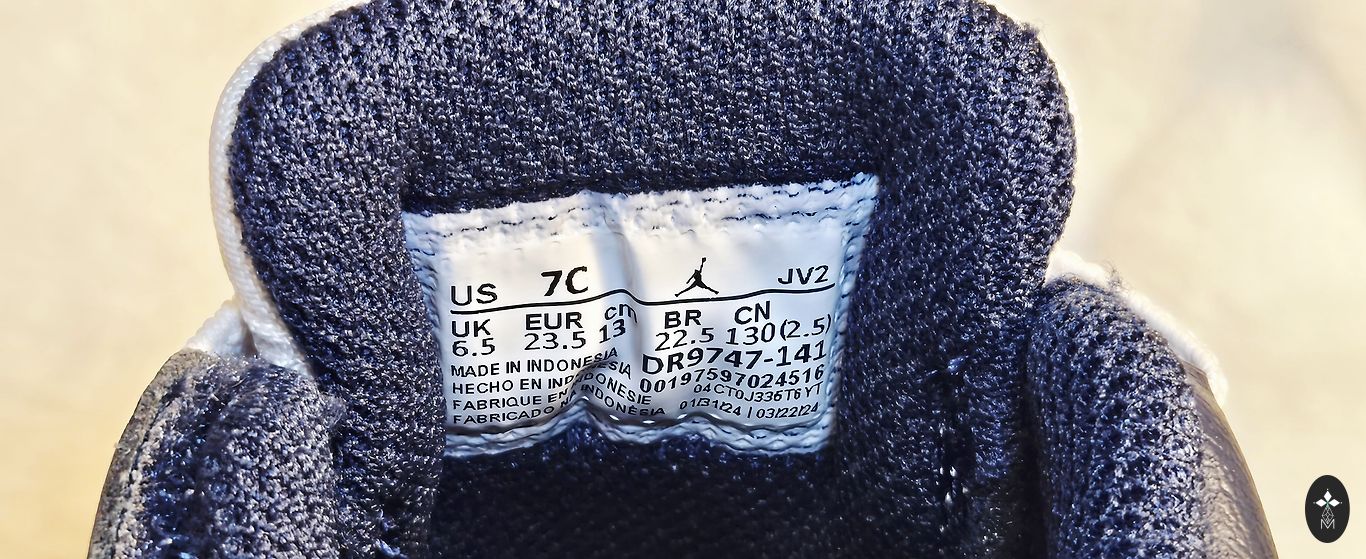 US 7C JV2
UK EUR cm BR CN
6.5 23.5 13 22.5 130(2.5)
MADE IN INDONESIA DR9747-141
HECHO EN INDONESIA 00197597024516
FABRIQUE EN INDONESIE 04CT0J336T6YT
FABRICADO NA INDONÉSIA 01/31/24 | 03/22/24
M